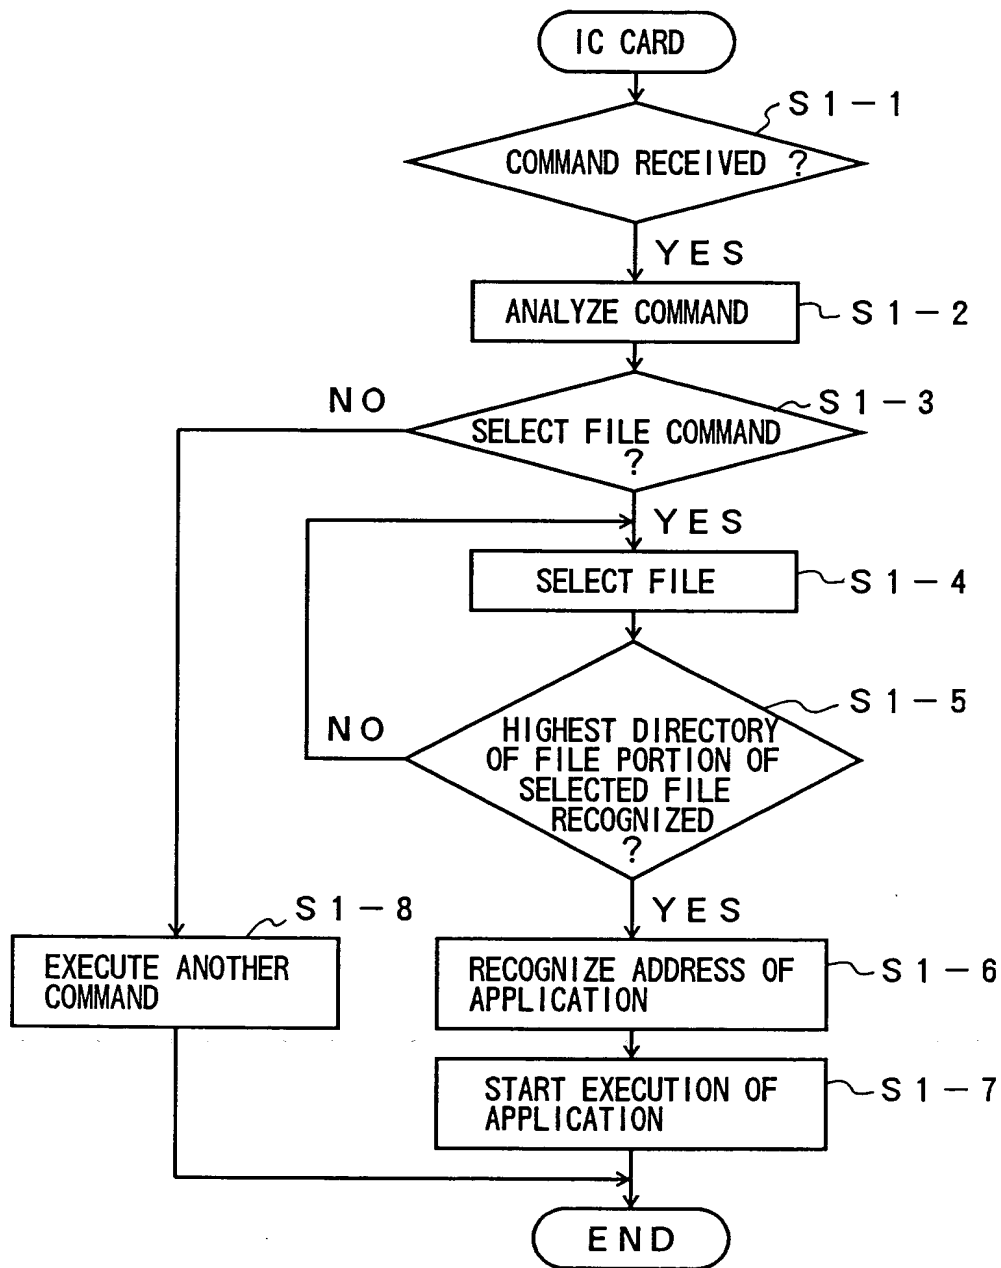 IC CARD
S1-1
COMMAND RECEIVED ?
YES
ANALYZE COMMAND
S1-2
NO
S1-3
SELECT FILE COMMAND
?
YES
SELECT FILE
S1-4
S1-5
NO
HIGHEST DIRECTORY
OF FILE PORTION OF
SELECTED FILE
RECOGNIZED
?
YES
S1-8
EXECUTE ANOTHER
COMMAND
RECOGNIZE ADDRESS OF
APPLICATION
S1-6
START EXECUTION OF
APPLICATION
S1-7
END